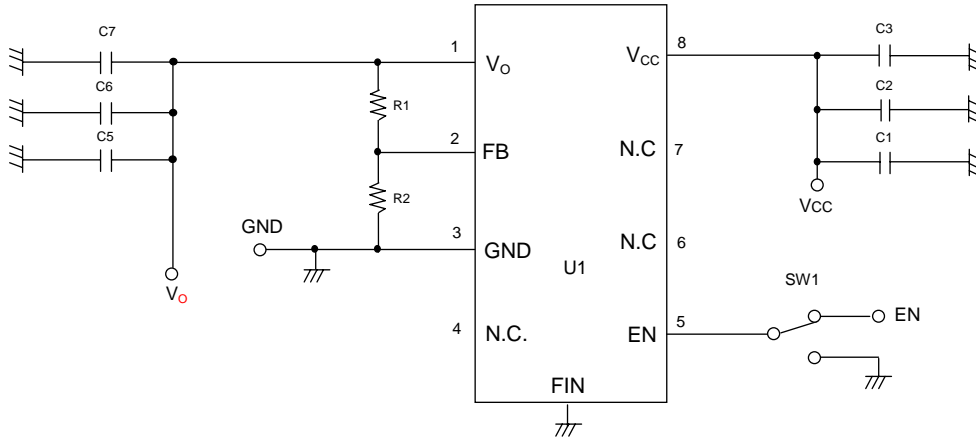 C7
C6
C5
1
VO
R1
2
FB
R2
GND
3
GND
VO
4
N.C.
FIN
U1
8
VCC
C3
C2
C1
VCC
N.C
7
N.C
6
SW1
EN
5
EN